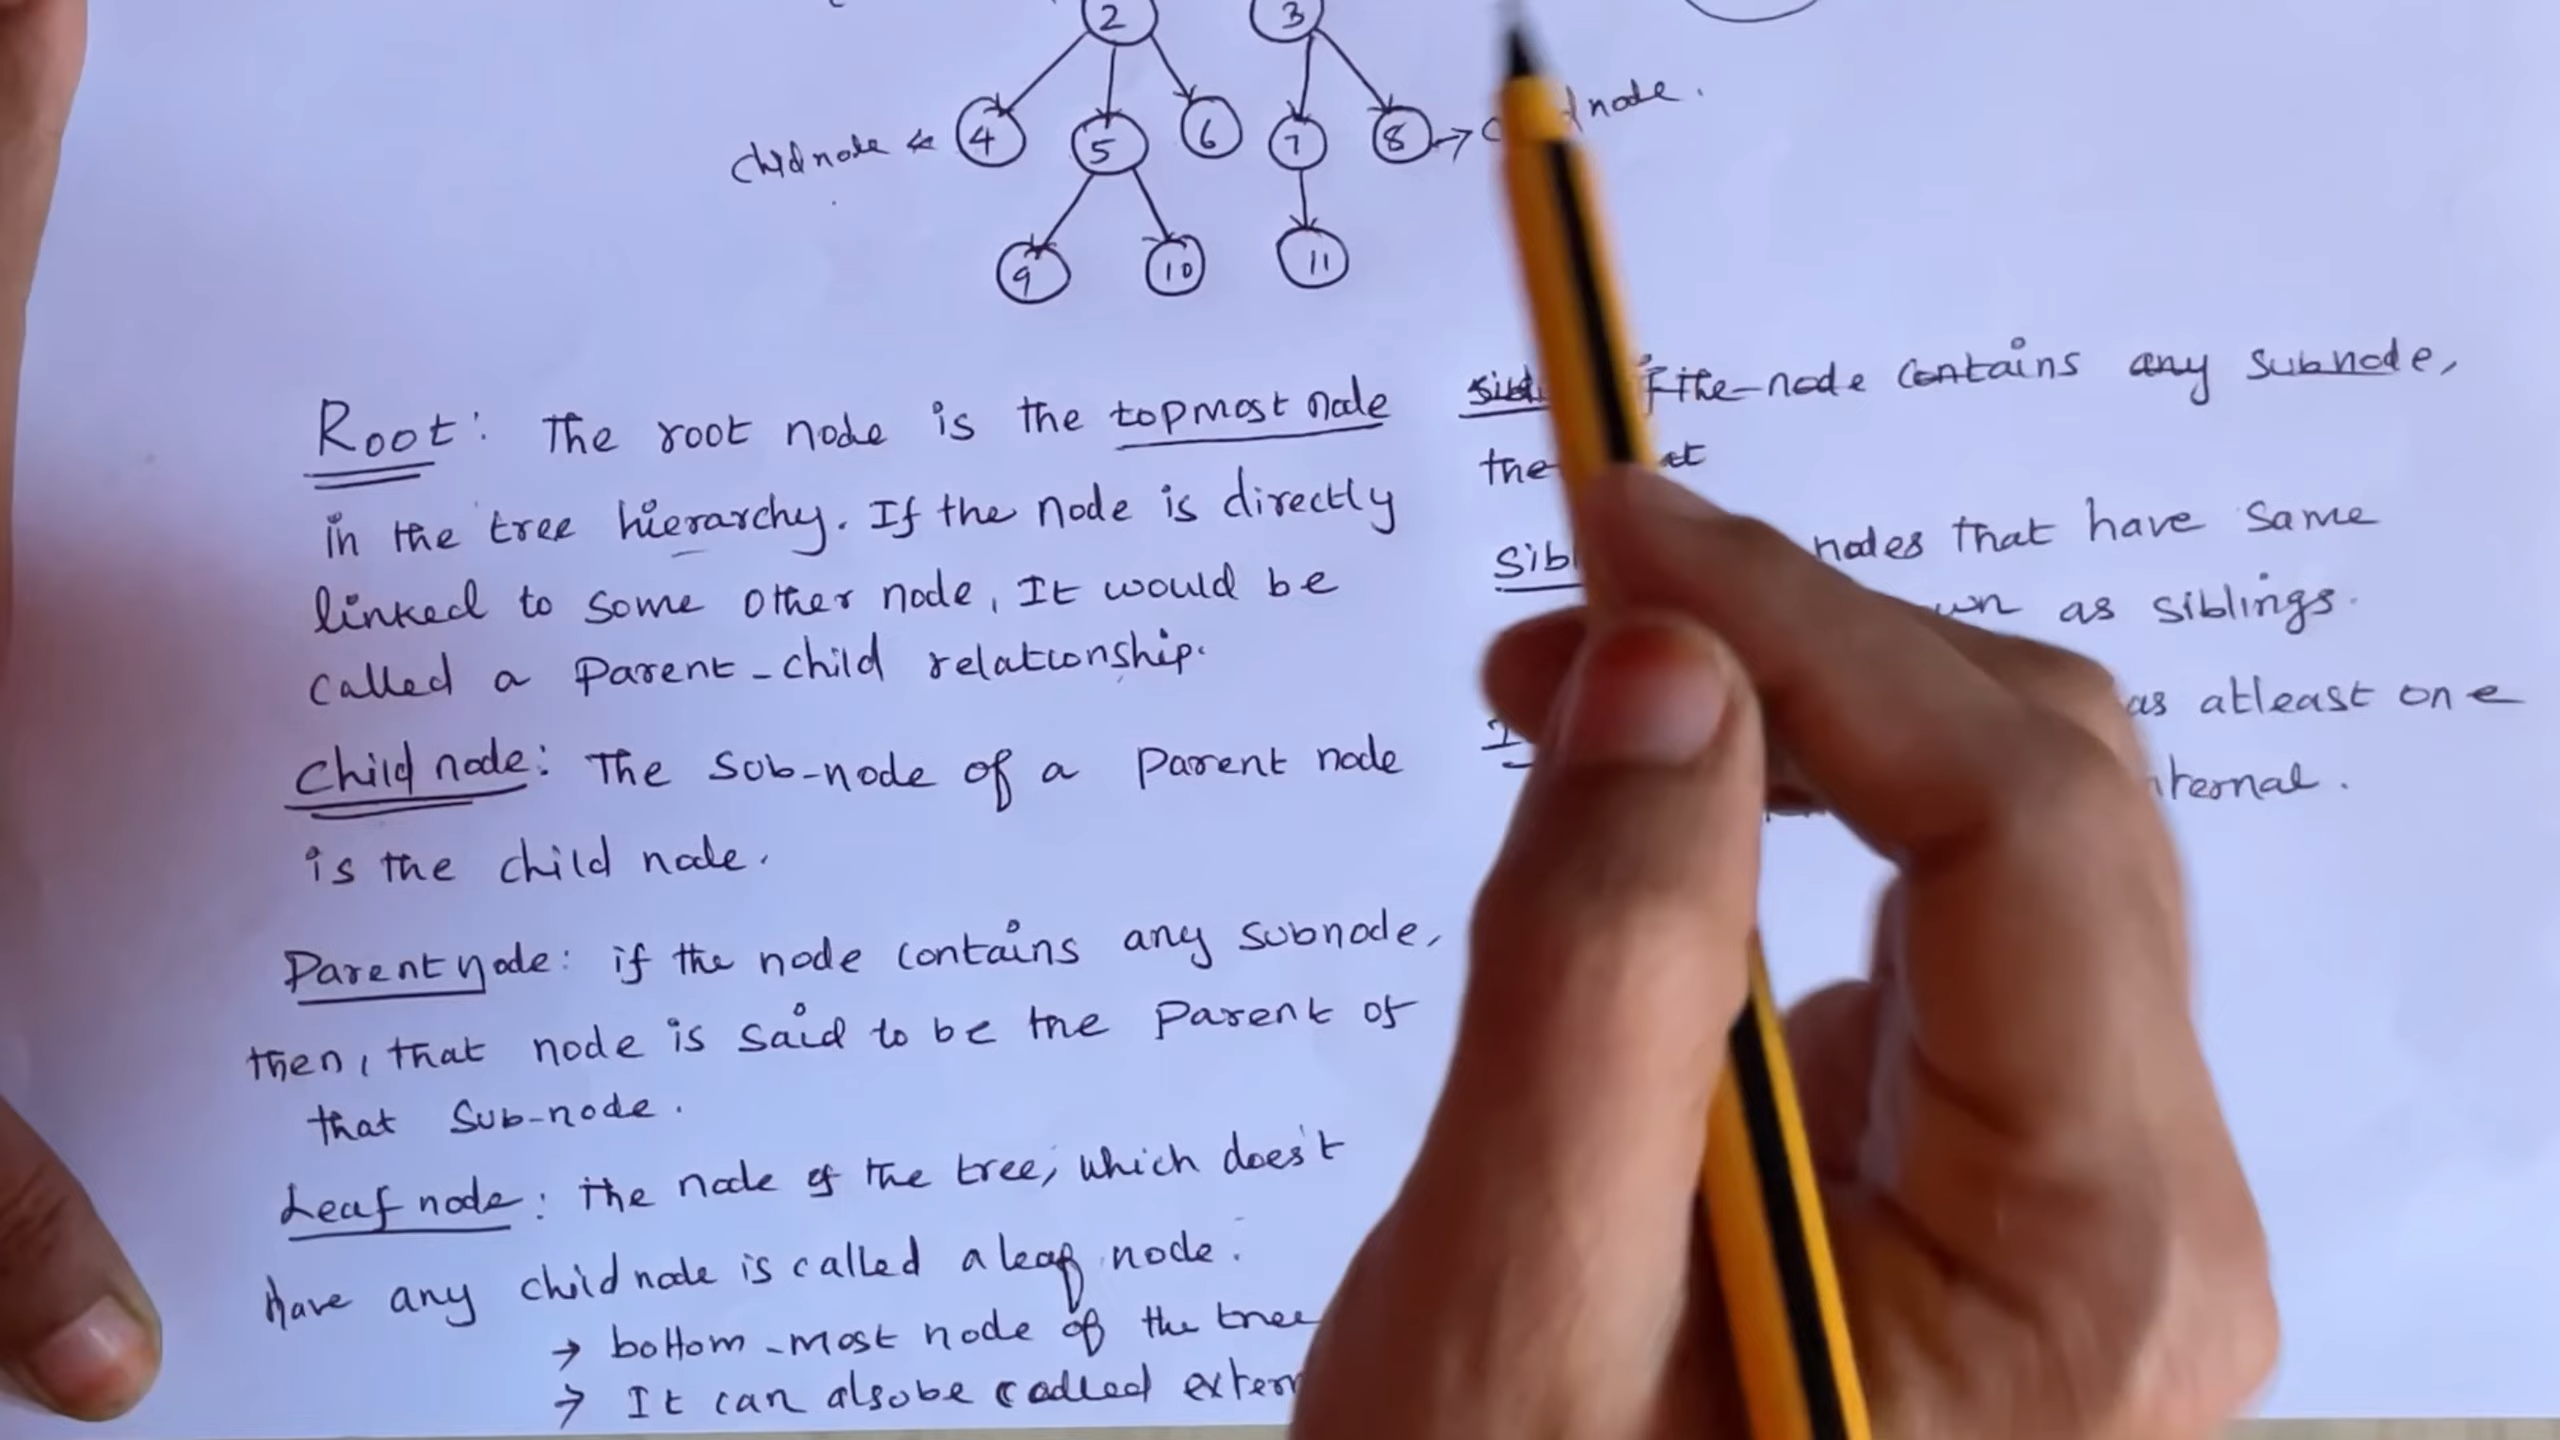 2 3
child node ← 4 5 6 7 8 → node.
9 10 11
Root: The root node is the topmost node
in the tree hierarchy. If the node is directly
linked to some other node, It would be
called a Parent-child relationship.
Child node: The Sub-node of a Parent node
is the child node.
Parent node: if the node contains any subnode,
then, that node is said to be the Parent of
that Sub-node.
Leaf node: The node of the tree, which does't
Have any child node is called a leaf node.
→ bottom-most node of the tree
→ It can also be called
if the node contains any subnode,
the
nodes that have same
as siblings.
atleast one